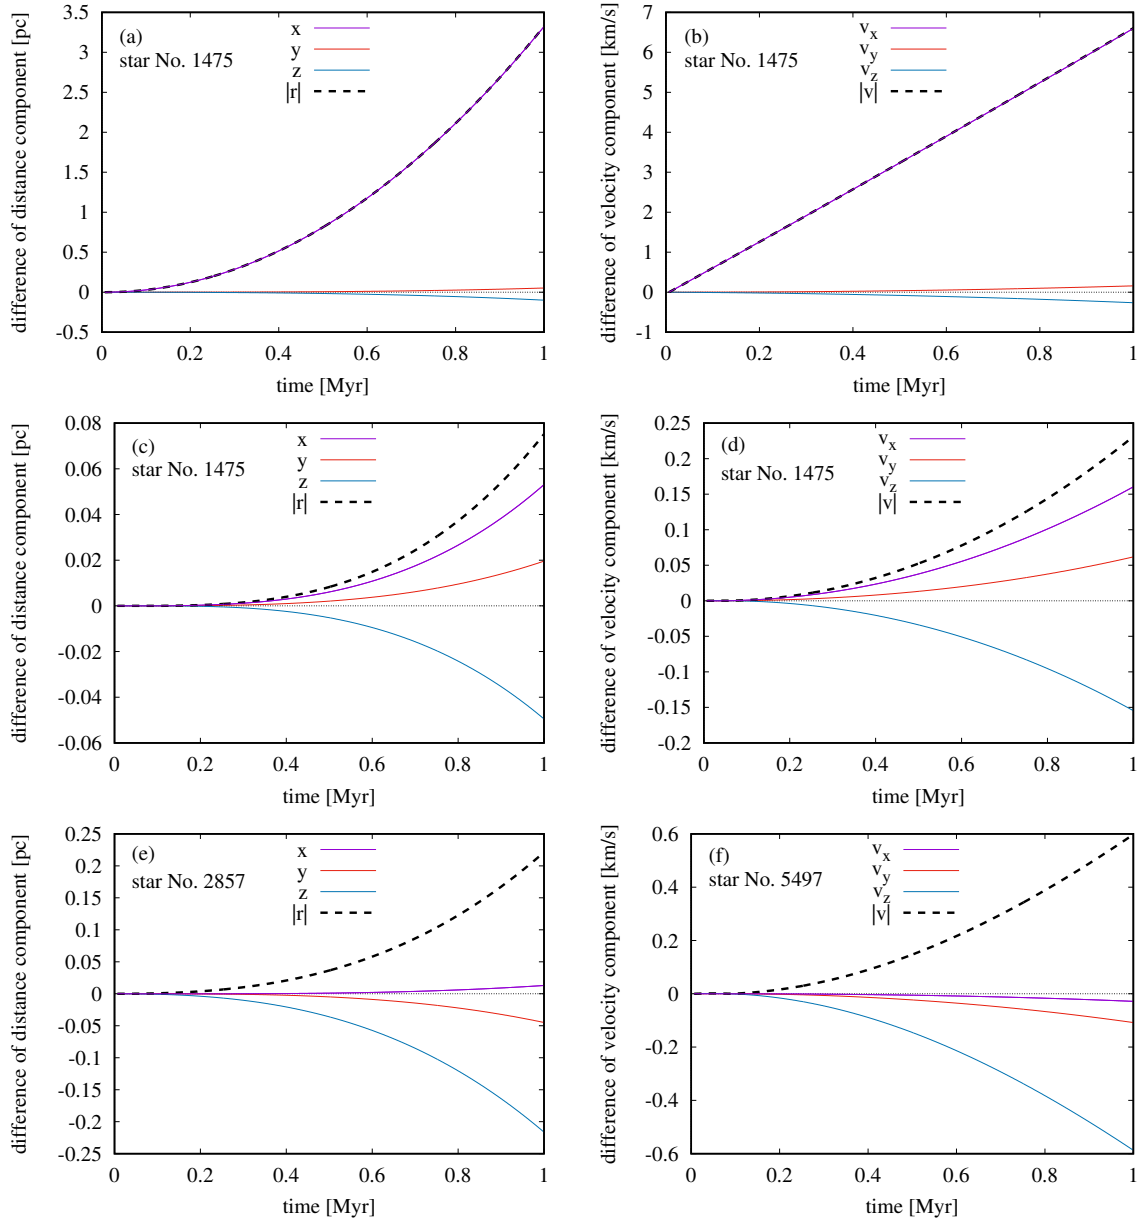 difference of distance component [pc]
3.5
3
2.5
2
1.5
1
0.5
0
-0.5
(a)
star No. 1475
x
y
z
|r|
0 0.2 0.4 0.6 0.8 1
time [Myr]
difference of velocity component [km/s]
7
6
5
4
3
2
1
0
-1
(b)
star No. 1475
v_x
v_y
v_z
|v|
0 0.2 0.4 0.6 0.8 1
time [Myr]
difference of distance component [pc]
0.08
0.06
0.04
0.02
0
-0.02
-0.04
-0.06
(c)
star No. 1475
x
y
z
|r|
0 0.2 0.4 0.6 0.8 1
time [Myr]
difference of velocity component [km/s]
0.25
0.2
0.15
0.1
0.05
0
-0.05
-0.1
-0.15
-0.2
(d)
star No. 1475
v_x
v_y
v_z
|v|
0 0.2 0.4 0.6 0.8 1
time [Myr]
difference of distance component [pc]
0.25
0.2
0.15
0.1
0.05
0
-0.05
-0.1
-0.15
-0.2
-0.25
(e)
star No. 2857
x
y
z
|r|
0 0.2 0.4 0.6 0.8 1
time [Myr]
difference of velocity component [km/s]
0.6
0.4
0.2
0
-0.2
-0.4
-0.6
(f)
star No. 5497
v_x
v_y
v_z
|v|
0 0.2 0.4 0.6 0.8 1
time [Myr]